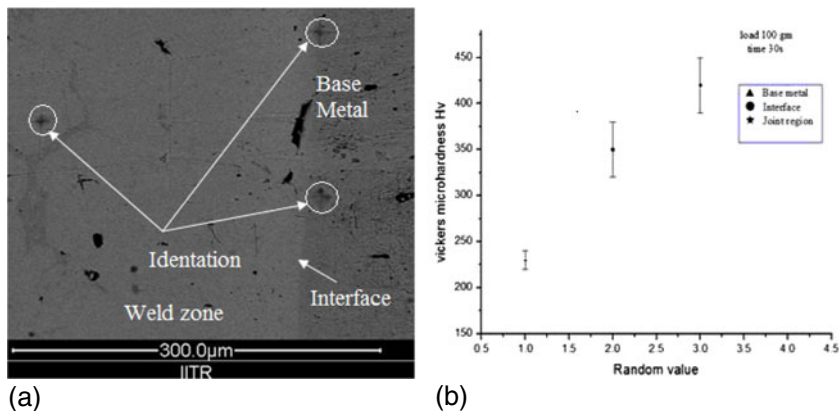 Base
Metal
Identation
Interface
Weld zone
300.0µm
IITR
(a)
(b)
load 100 gm
time 30s
Base metal
Interface
Joint region
vickers microhardness Hv
450
400
350
300
250
200
150
0.5 1.0 1.5 2.0 2.5 3.0 3.5 4.0 4.5
Random value